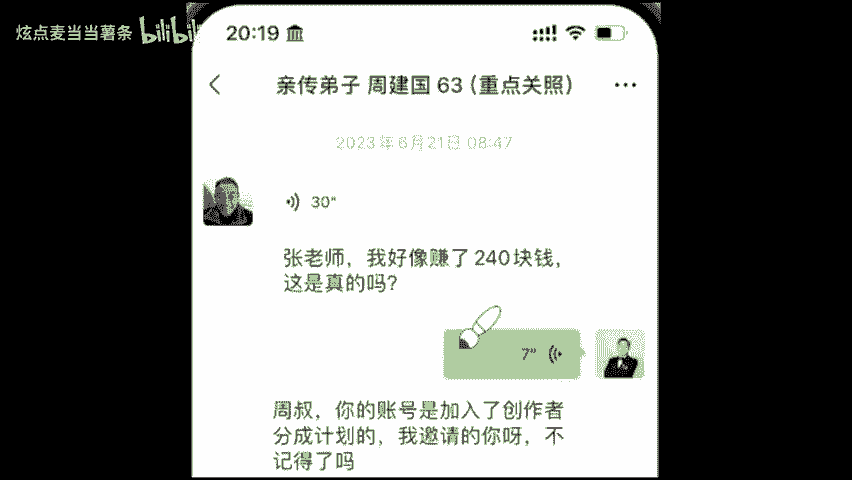 炫点麦当当薯条 bilibili
20:19
亲传弟子 周建国 63（重点关照）
2023年6月21日 08:47
30"
张老师，我好像赚了240块钱，
这是真的吗？
7"
周叔，你的账号是加入了创作者
分成计划的，我邀请的你呀，不
记得了吗